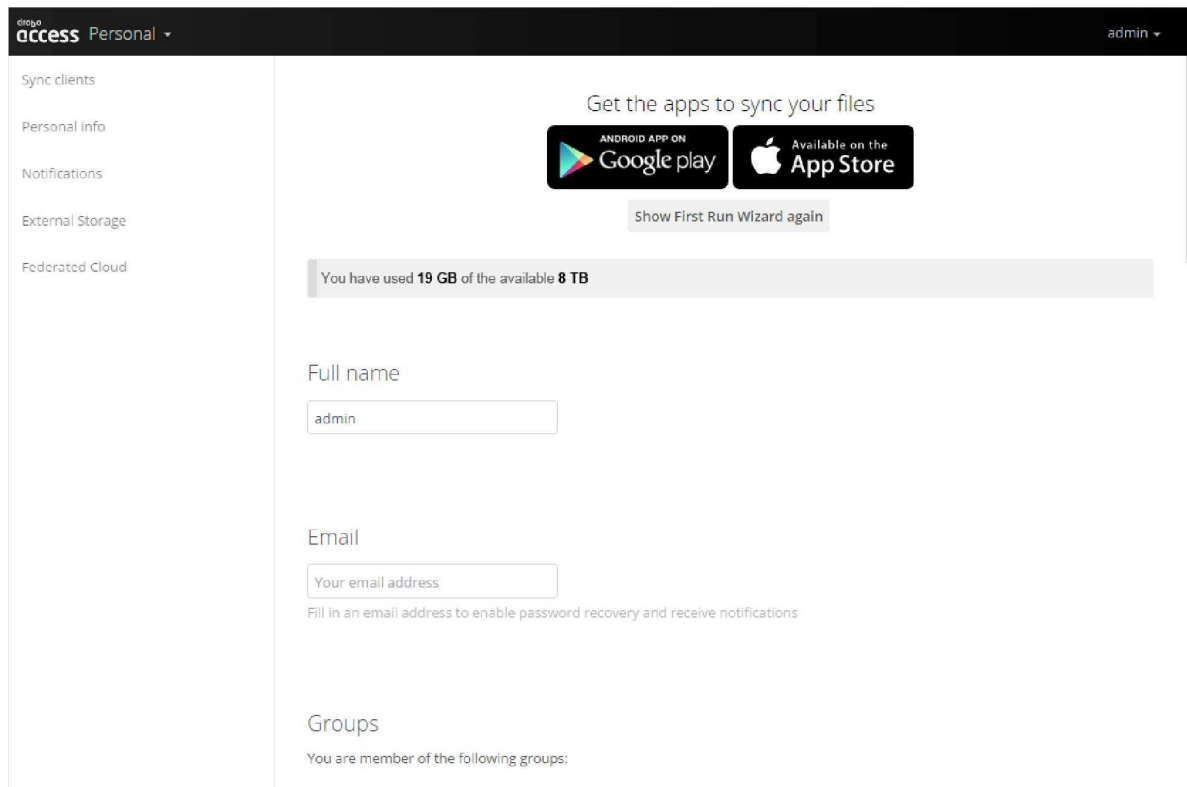 drobo
access Personal
admin
Sync clients
Personal info
Notifications
External Storage
Federated Cloud
Get the apps to sync your files
ANDROID APP ON
Google play
Available on the
App Store
Show First Run Wizard again
You have used 19 GB of the available 8 TB
Full name
admin
Email
Your email address
Fill in an email address to enable password recovery and receive notifications
Groups
You are member of the following groups: